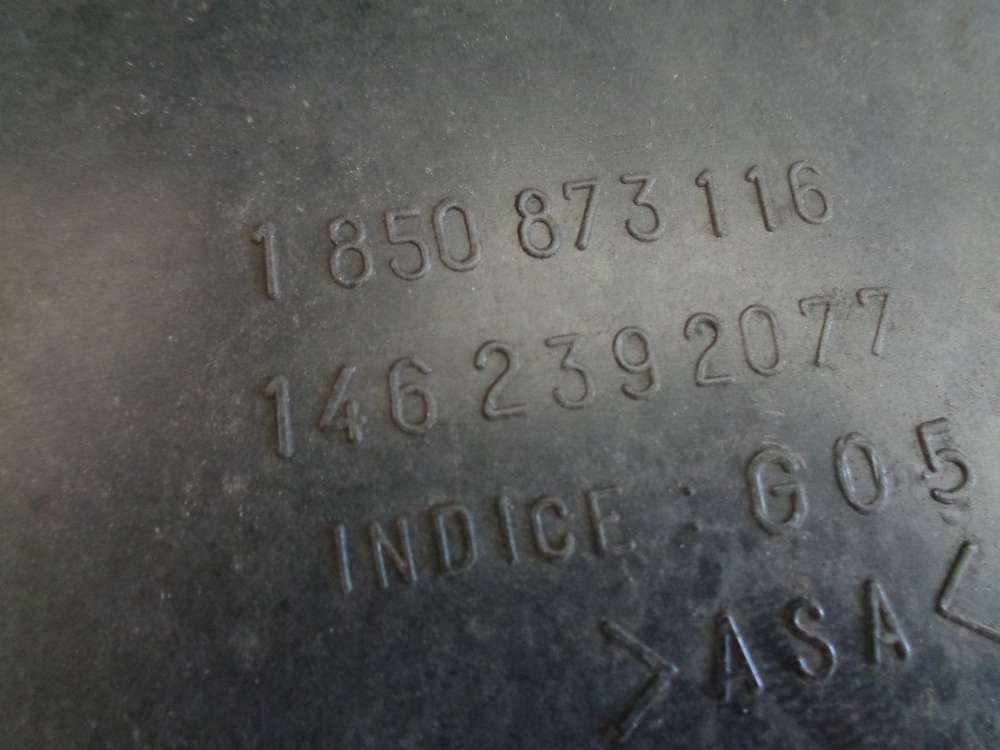 1 850 873 116
146 2392077
INDICE : G05
>ASA<